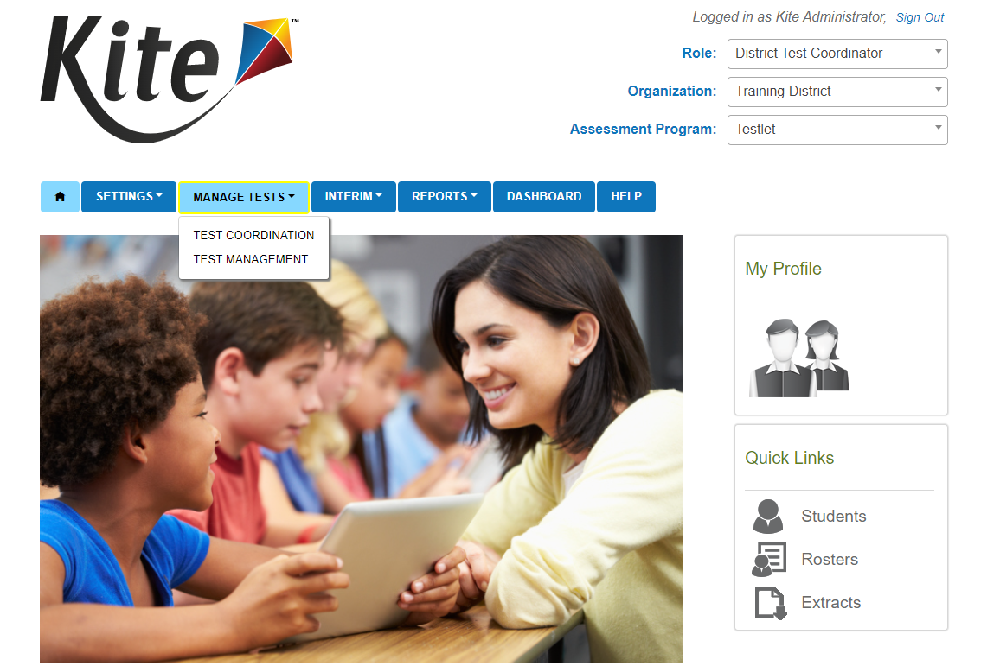 Kite™
Logged in as Kite Administrator, Sign Out
Role: District Test Coordinator
Organization: Training District
Assessment Program: Testlet
SETTINGS MANAGE TESTS INTERIM REPORTS DASHBOARD HELP
TEST COORDINATION
TEST MANAGEMENT
My Profile
Quick Links
Students
Rosters
Extracts